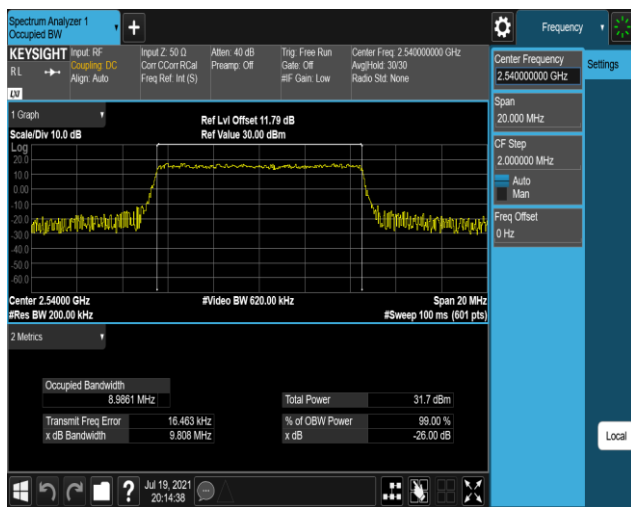 Spectrum Analyzer 1
Occupied BW
+
Frequency
KEYSIGHT
RL
LXI
Input: RF
Coupling: DC
Align: Auto
Input Z: 50 Ω
Corr CCorr RCal
Freq Ref: Int (S)
Atten: 40 dB
Preamp: Off
Trig: Free Run
Gate: Off
#IF Gain: Low
Center Freq: 2.540000000 GHz
Avg|Hold: 30/30
Radio Std: None
Center Frequency
2.540000000 GHz
Settings
Span
20.000 MHz
CF Step
2.000000 MHz
Auto
Man
Freq Offset
0 Hz
1 Graph
Scale/Div 10.0 dB
Ref Lvl Offset 11.79 dB
Ref Value 30.00 dBm
Log
20.0
10.0
0.00
-10.0
-20.0
-30.0
-40.0
-50.0
-60.0
Center 2.54000 GHz
#Res BW 200.00 kHz
#Video BW 620.00 kHz
Span 20 MHz
#Sweep 100 ms (601 pts)
2 Metrics
Occupied Bandwidth
8.9861 MHz
Total Power 31.7 dBm
Transmit Freq Error 16.463 kHz
% of OBW Power 99.00 %
x dB Bandwidth 9.808 MHz
x dB -26.00 dB
Local
?
Jul 19, 2021
20:14:38